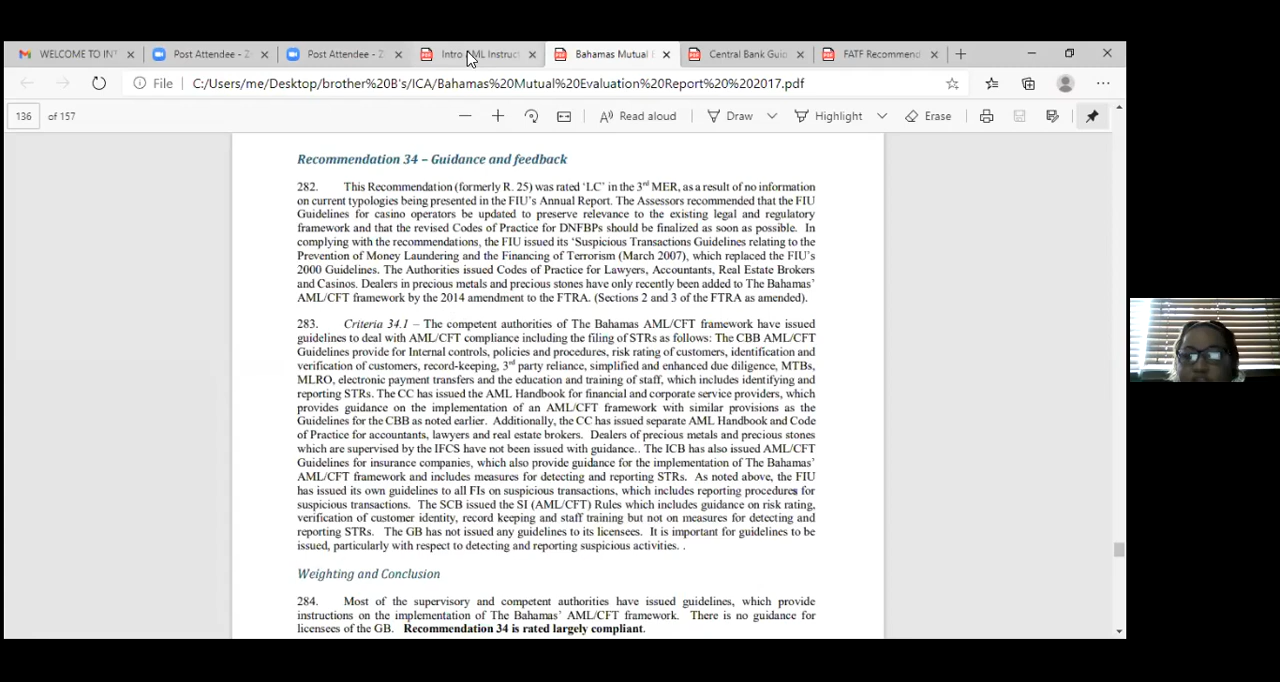 WELCOME TO IN
Post Attendee - Z
Post Attendee - Z
Intro AML Instruct
Bahamas Mutual E
Central Bank Guid
FATF Recommend
File
C:/Users/me/Desktop/brother%20B's/ICA/Bahamas%20Mutual%20Evaluation%20Report%20%202017.pdf
136
of 157
Read aloud
Draw
Highlight
Erase
Recommendation 34 – Guidance and feedback
282. This Recommendation (formerly R. 25) was rated ‘LC’ in the 3rd MER, as a result of no information
on current typologies being presented in the FIU’s Annual Report. The Assessors recommended that the FIU
Guidelines for casino operators be updated to preserve relevance to the existing legal and regulatory
framework and that the revised Codes of Practice for DNFBPs should be finalized as soon as possible. In
complying with the recommendations, the FIU issued its ‘Suspicious Transactions Guidelines relating to the
Prevention of Money Laundering and the Financing of Terrorism (March 2007), which replaced the FIU’s
2000 Guidelines. The Authorities issued Codes of Practice for Lawyers, Accountants, Real Estate Brokers
and Casinos. Dealers in precious metals and precious stones have only recently been added to The Bahamas’
AML/CFT framework by the 2014 amendment to the FTRA. (Sections 2 and 3 of the FTRA as amended).
283. Criteria 34.1 – The competent authorities of The Bahamas AML/CFT framework have issued
guidelines to deal with AML/CFT compliance including the filing of STRs as follows: The CBB AML/CFT
Guidelines provide for Internal controls, policies and procedures, risk rating of customers, identification and
verification of customers, record-keeping, 3rd party reliance, simplified and enhanced due diligence, MTBs,
MLRO, electronic payment transfers and the education and training of staff, which includes identifying and
reporting STRs. The CC has issued the AML Handbook for financial and corporate service providers, which
provides guidance on the implementation of an AML/CFT framework with similar provisions as the
Guidelines for the CBB as noted earlier. Additionally, the CC has issued separate AML Handbook and Code
of Practice for accountants, lawyers and real estate brokers. Dealers of precious metals and precious stones
which are supervised by the IFCS have not been issued with guidance.. The ICB has also issued AML/CFT
Guidelines for insurance companies, which also provide guidance for the implementation of The Bahamas’
AML/CFT framework and includes measures for detecting and reporting STRs. As noted above, the FIU
has issued its own guidelines to all FIs on suspicious transactions, which includes reporting procedures for
suspicious transactions. The SCB issued the SI (AML/CFT) Rules which includes guidance on risk rating,
verification of customer identity, record keeping and staff training but not on measures for detecting and
reporting STRs. The GB has not issued any guidelines to its licensees. It is important for guidelines to be
issued, particularly with respect to detecting and reporting suspicious activities. .
Weighting and Conclusion
284. Most of the supervisory and competent authorities have issued guidelines, which provide
instructions on the implementation of The Bahamas’ AML/CFT framework. There is no guidance for
licensees of the GB. Recommendation 34 is rated largely compliant.